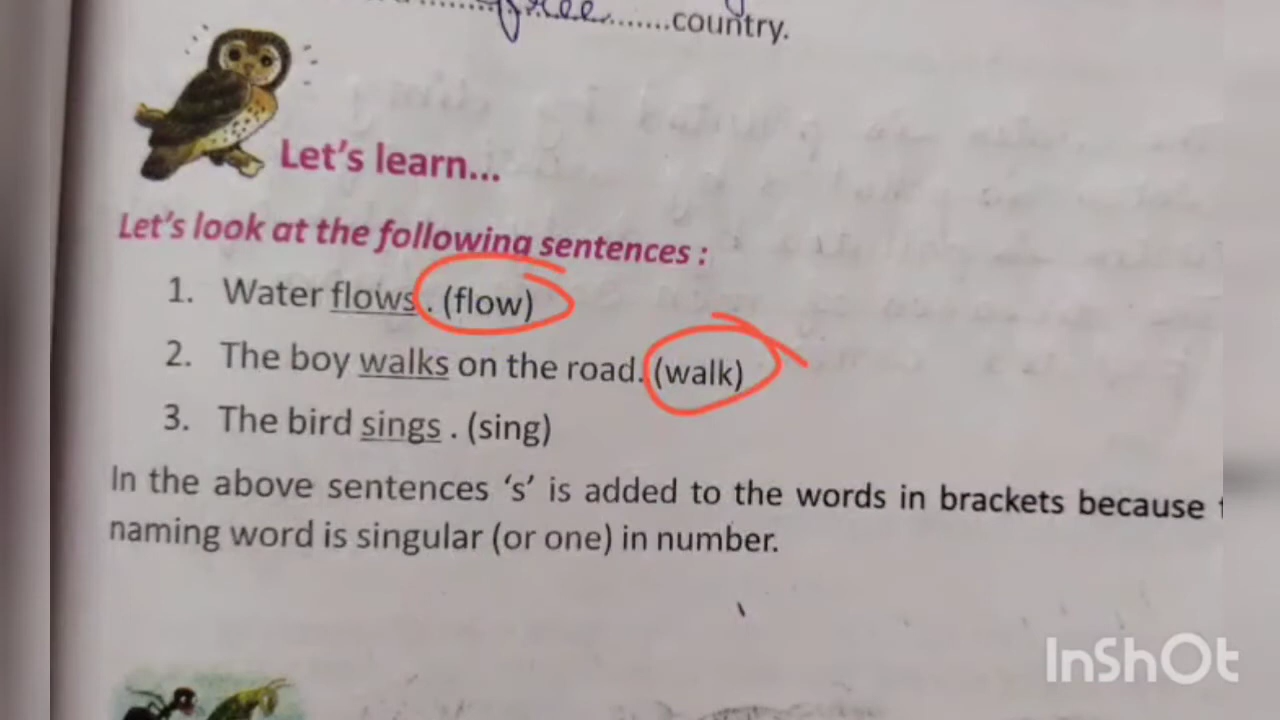 free.......country.
Let's learn...
Let's look at the following sentences :
1. Water flows . (flow)
2. The boy walks on the road. (walk)
3. The bird sings . (sing)
In the above sentences 's' is added to the words in brackets because
naming word is singular (or one) in number.
InShOt